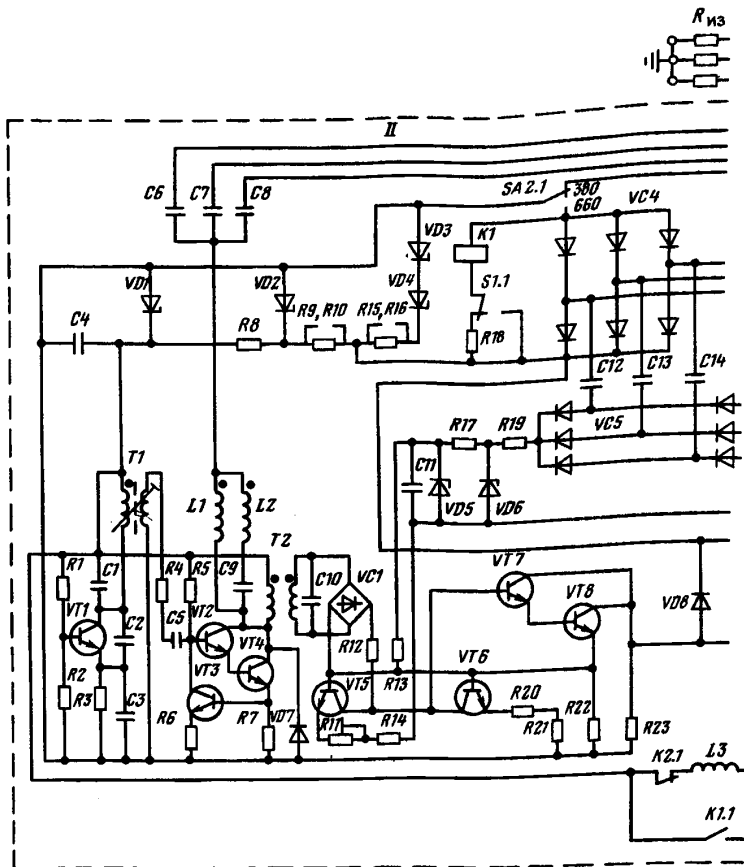 R из
II
C6
C7
C8
SA2.1
380
660
VC4
K1
VD3
VD4
S1.1
VD1
VD2
R9, R10
R15, R16
C4
R8
R18
C12
C13
C14
R17
R19
VC5
T1
C11
VD5
VD6
L1
L2
T2
R1
C1
R4
R5
C9
C10
VC1
VT7
VT8
VD8
VT1
C5
VT2
C2
R12
R13
VT4
VT3
VT5
VT6
R2
R3
C3
R6
R7
VD7
R11
R14
R20
R21
R22
R23
K2.1
L3
K1.1